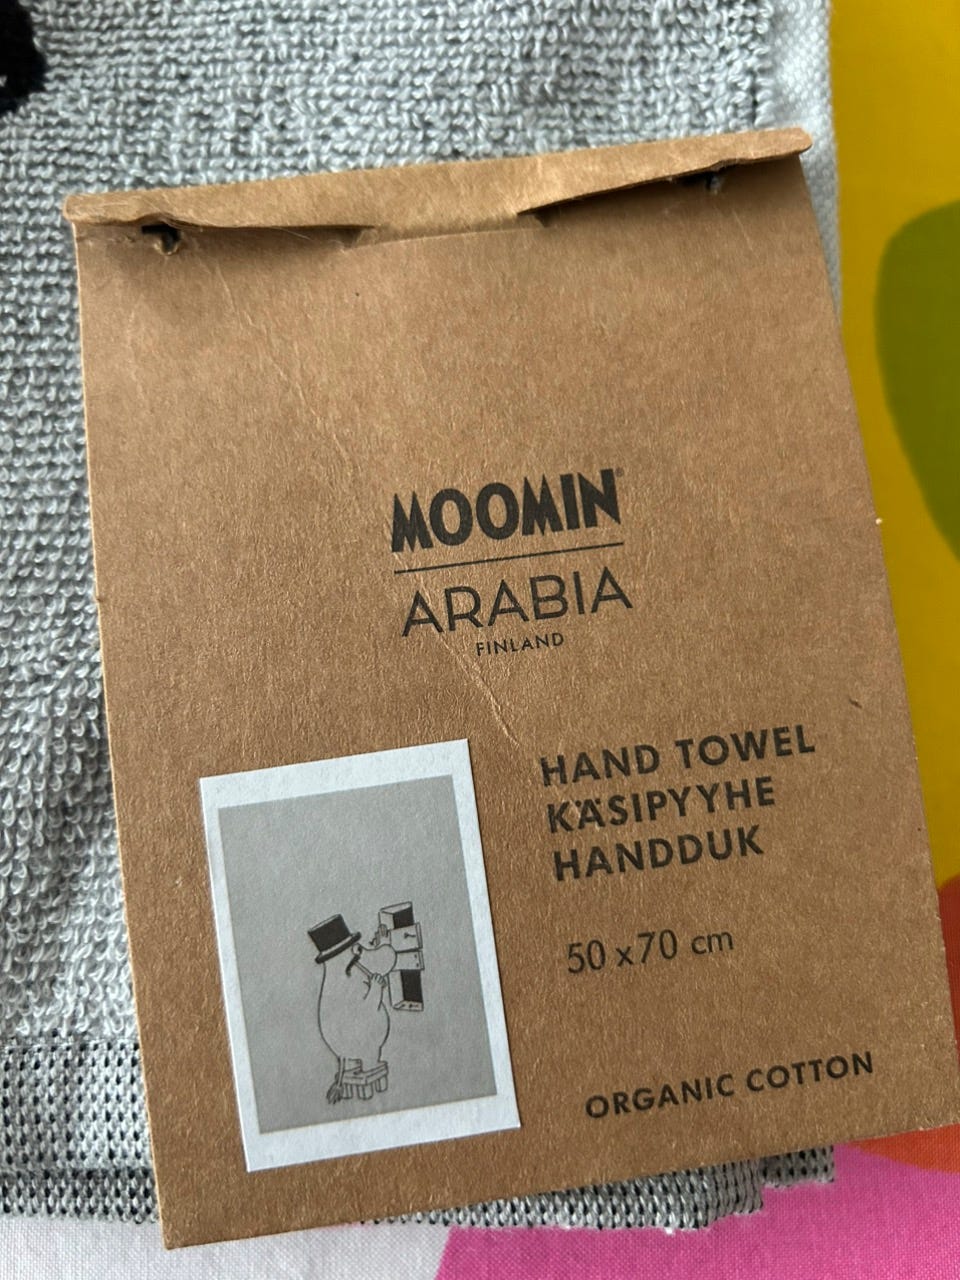 MOOMIN®
ARABIA
FINLAND
HAND TOWEL
KÄSIPYYHE
HANDDUK
50 x 70 cm
ORGANIC COTTON